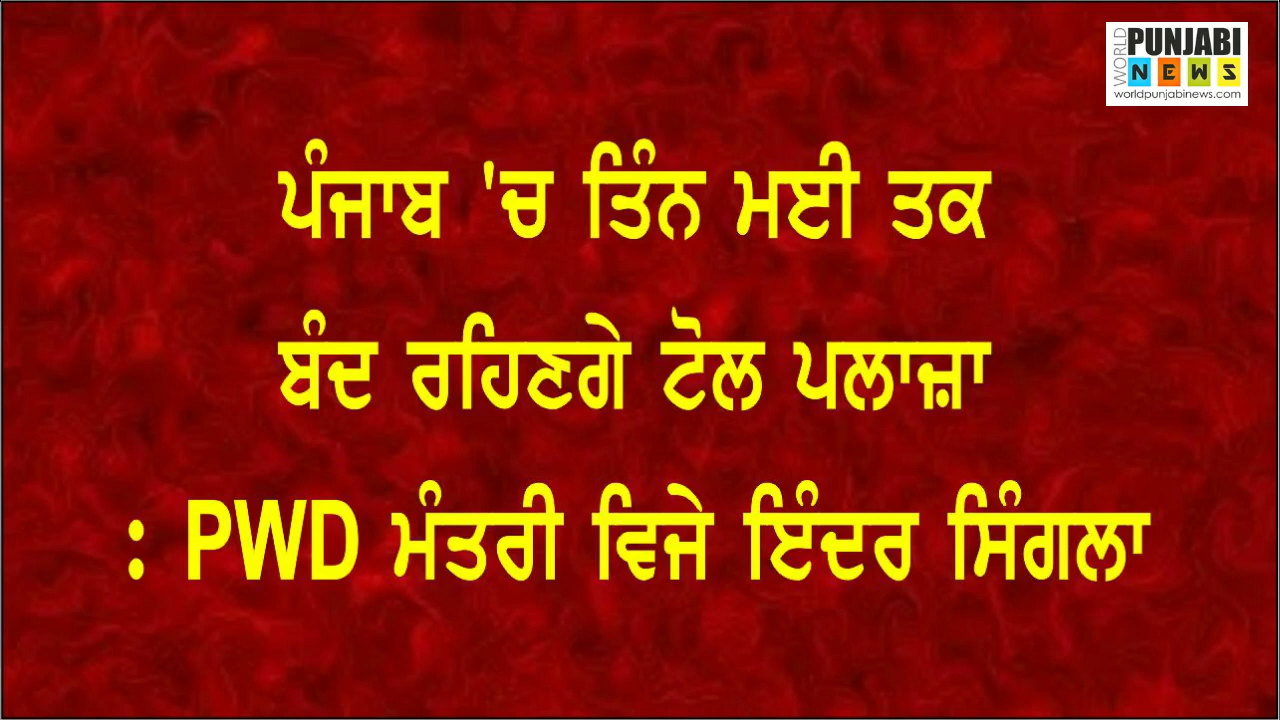 WORLD
PUNJABI
NEWS
worldpunjabinews.com
ਪੰਜਾਬ 'ਚ ਤਿੰਨ ਮਈ ਤਕ
ਬੰਦ ਰਹਿਣਗੇ ਟੋਲ ਪਲਾਜ਼ਾ
: PWD ਮੰਤਰੀ ਵਿਜੇ ਇੰਦਰ ਸਿੰਗਲਾ